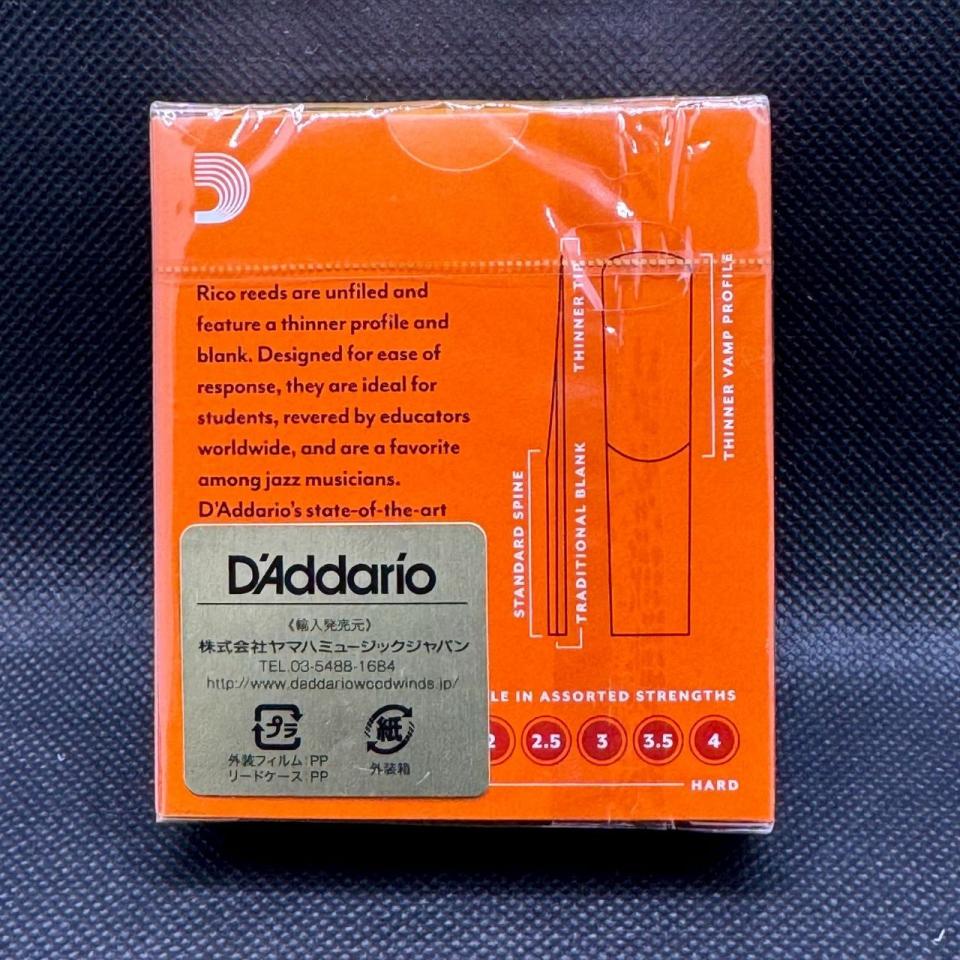 Rico reeds are unfiled and
feature a thinner profile and
blank. Designed for ease of
response, they are ideal for
students, revered by educators
worldwide, and are a favorite
among jazz musicians.
D'Addario's state-of-the-art
THINNER TIP
THINNER VAMP PROFILE
STANDARD SPINE
TRADITIONAL BLANK
D'Addario
《輸入発売元》
株式会社ヤマハミュージックジャパン
TEL.03-5488-1684
http://www.daddariowoodwinds.jp/
プラ
紙
外装フィルム:PP
リードケース:PP
外装箱
LE IN ASSORTED STRENGTHS
2 2.5 3 3.5 4
HARD